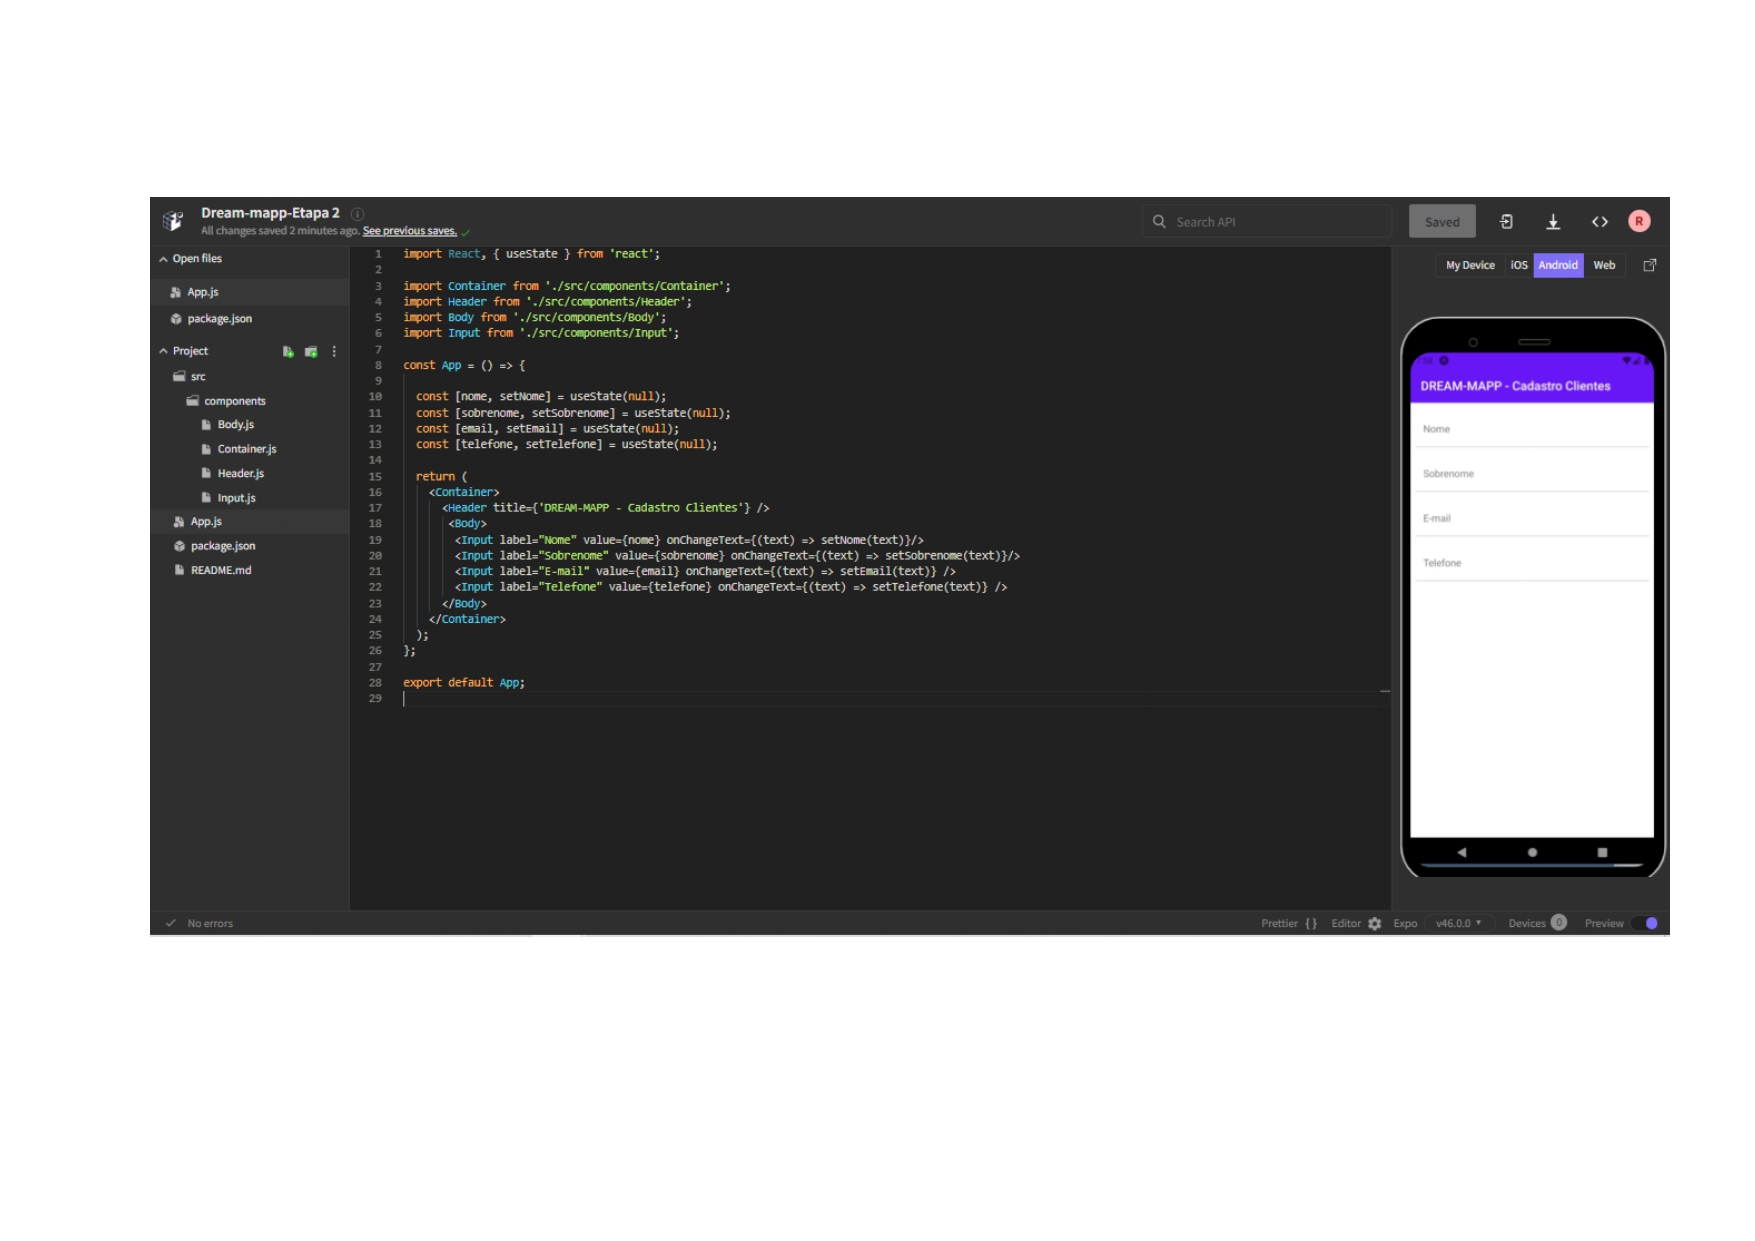 Dream-mapp-Etapa 2
All changes saved 2 minutes ago. See previous saves.
Search API
Saved
R
Open files
App.js
package.json
Project
src
components
Body.js
Container.js
Header.js
Input.js
App.js
package.json
README.md
1 import React, { useState } from 'react';
2
3 import Container from './src/components/Container';
4 import Header from './src/components/Header';
5 import Body from './src/components/Body';
6 import Input from './src/components/Input';
7
8 const App = () => {
9
10 const [nome, setNome] = useState(null);
11 const [sobrenome, setSobrenome] = useState(null);
12 const [email, setEmail] = useState(null);
13 const [telefone, setTelefone] = useState(null);
14
15 return (
16 <Container>
17 <Header title={'DREAM-MAPP - Cadastro Clientes'} />
18 <Body>
19 <Input label="Nome" value={nome} onChangeText={(text) => setNome(text)}/>
20 <Input label="Sobrenome" value={sobrenome} onChangeText={(text) => setSobrenome(text)}/>
21 <Input label="E-mail" value={email} onChangeText={(text) => setEmail(text)} />
22 <Input label="Telefone" value={telefone} onChangeText={(text) => setTelefone(text)} />
23 </Body>
24 </Container>
25 );
26 };
27
28 export default App;
29
My Device iOS Android Web
DREAM-MAPP - Cadastro Clientes
Nome
Sobrenome
E-mail
Telefone
No errors
Prettier {} Editor Expo v46.0.0 Devices 0 Preview